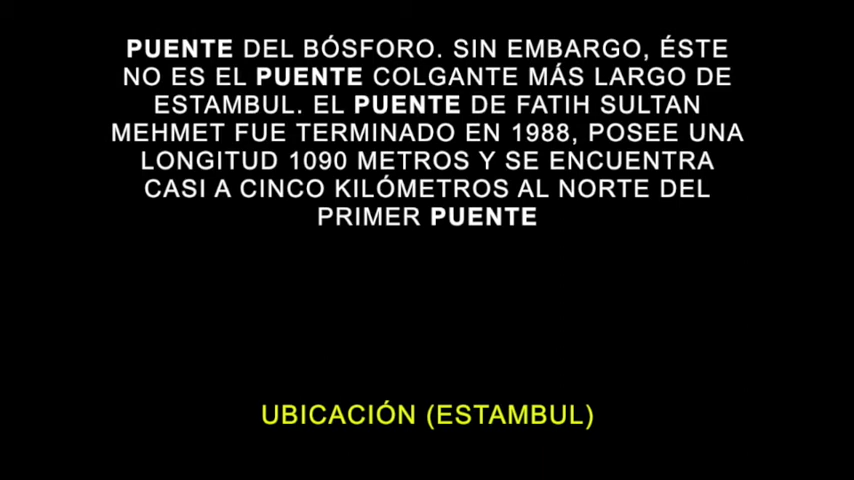 PUENTE DEL BÓSFORO. SIN EMBARGO, ÉSTE
NO ES EL PUENTE COLGANTE MÁS LARGO DE
ESTAMBUL. EL PUENTE DE FATIH SULTAN
MEHMET FUE TERMINADO EN 1988, POSEE UNA
LONGITUD 1090 METROS Y SE ENCUENTRA
CASI A CINCO KILÓMETROS AL NORTE DEL
PRIMER PUENTE
UBICACIÓN (ESTAMBUL)